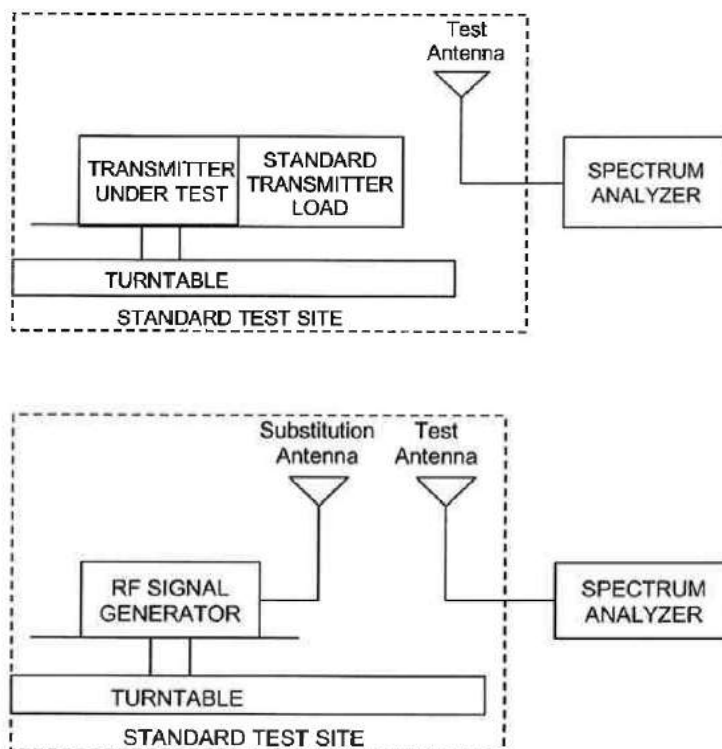 Test
Antenna
TRANSMITTER
UNDER TEST
STANDARD
TRANSMITTER
LOAD
SPECTRUM
ANALYZER
TURNTABLE
STANDARD TEST SITE
Substitution
Antenna
Test
Antenna
RF SIGNAL
GENERATOR
SPECTRUM
ANALYZER
TURNTABLE
STANDARD TEST SITE